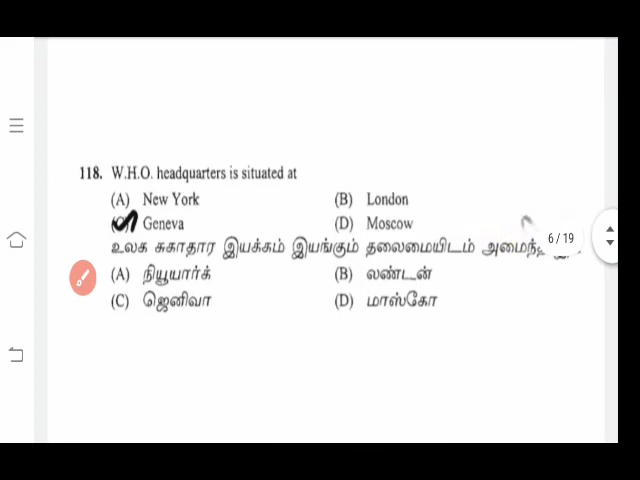 118. W.H.O. headquarters is situated at
(A) New York (B) London
Geneva (D) Moscow
உலக சுகாதார இயக்கம் இயங்கும் தலைமையிடம்
6/19
(A) நியூயார்க் (B) லண்டன்
(C) ஜெனிவா (D) மாஸ்கோ